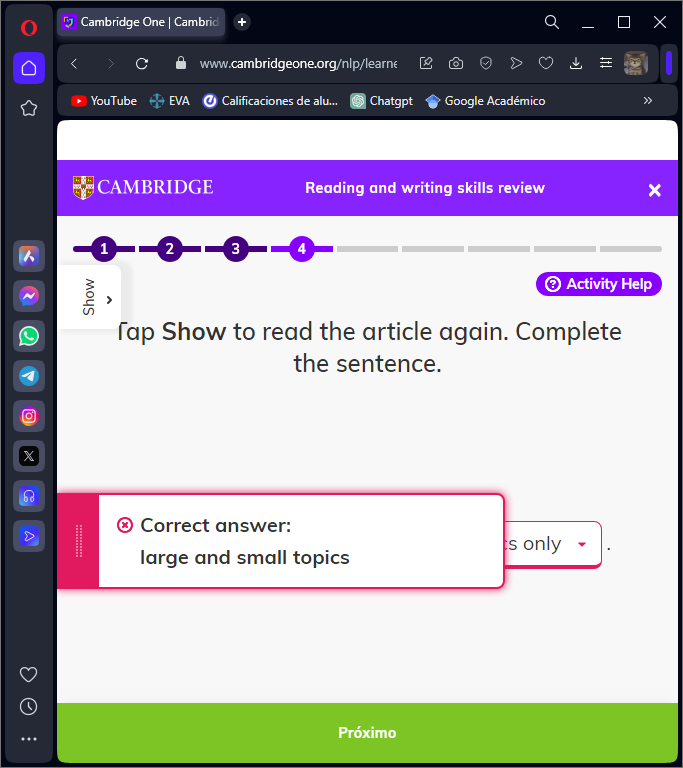 Cambridge One | Cambrid
www.cambridgeone.org/nlp/learne
YouTube EVA Calificaciones de alu... Chatgpt Google Académico
CAMBRIDGE Reading and writing skills review
1 2 3 4
Show
Activity Help
Tap Show to read the article again. Complete
the sentence.
Correct answer:
large and small topics
cs only .
Próximo